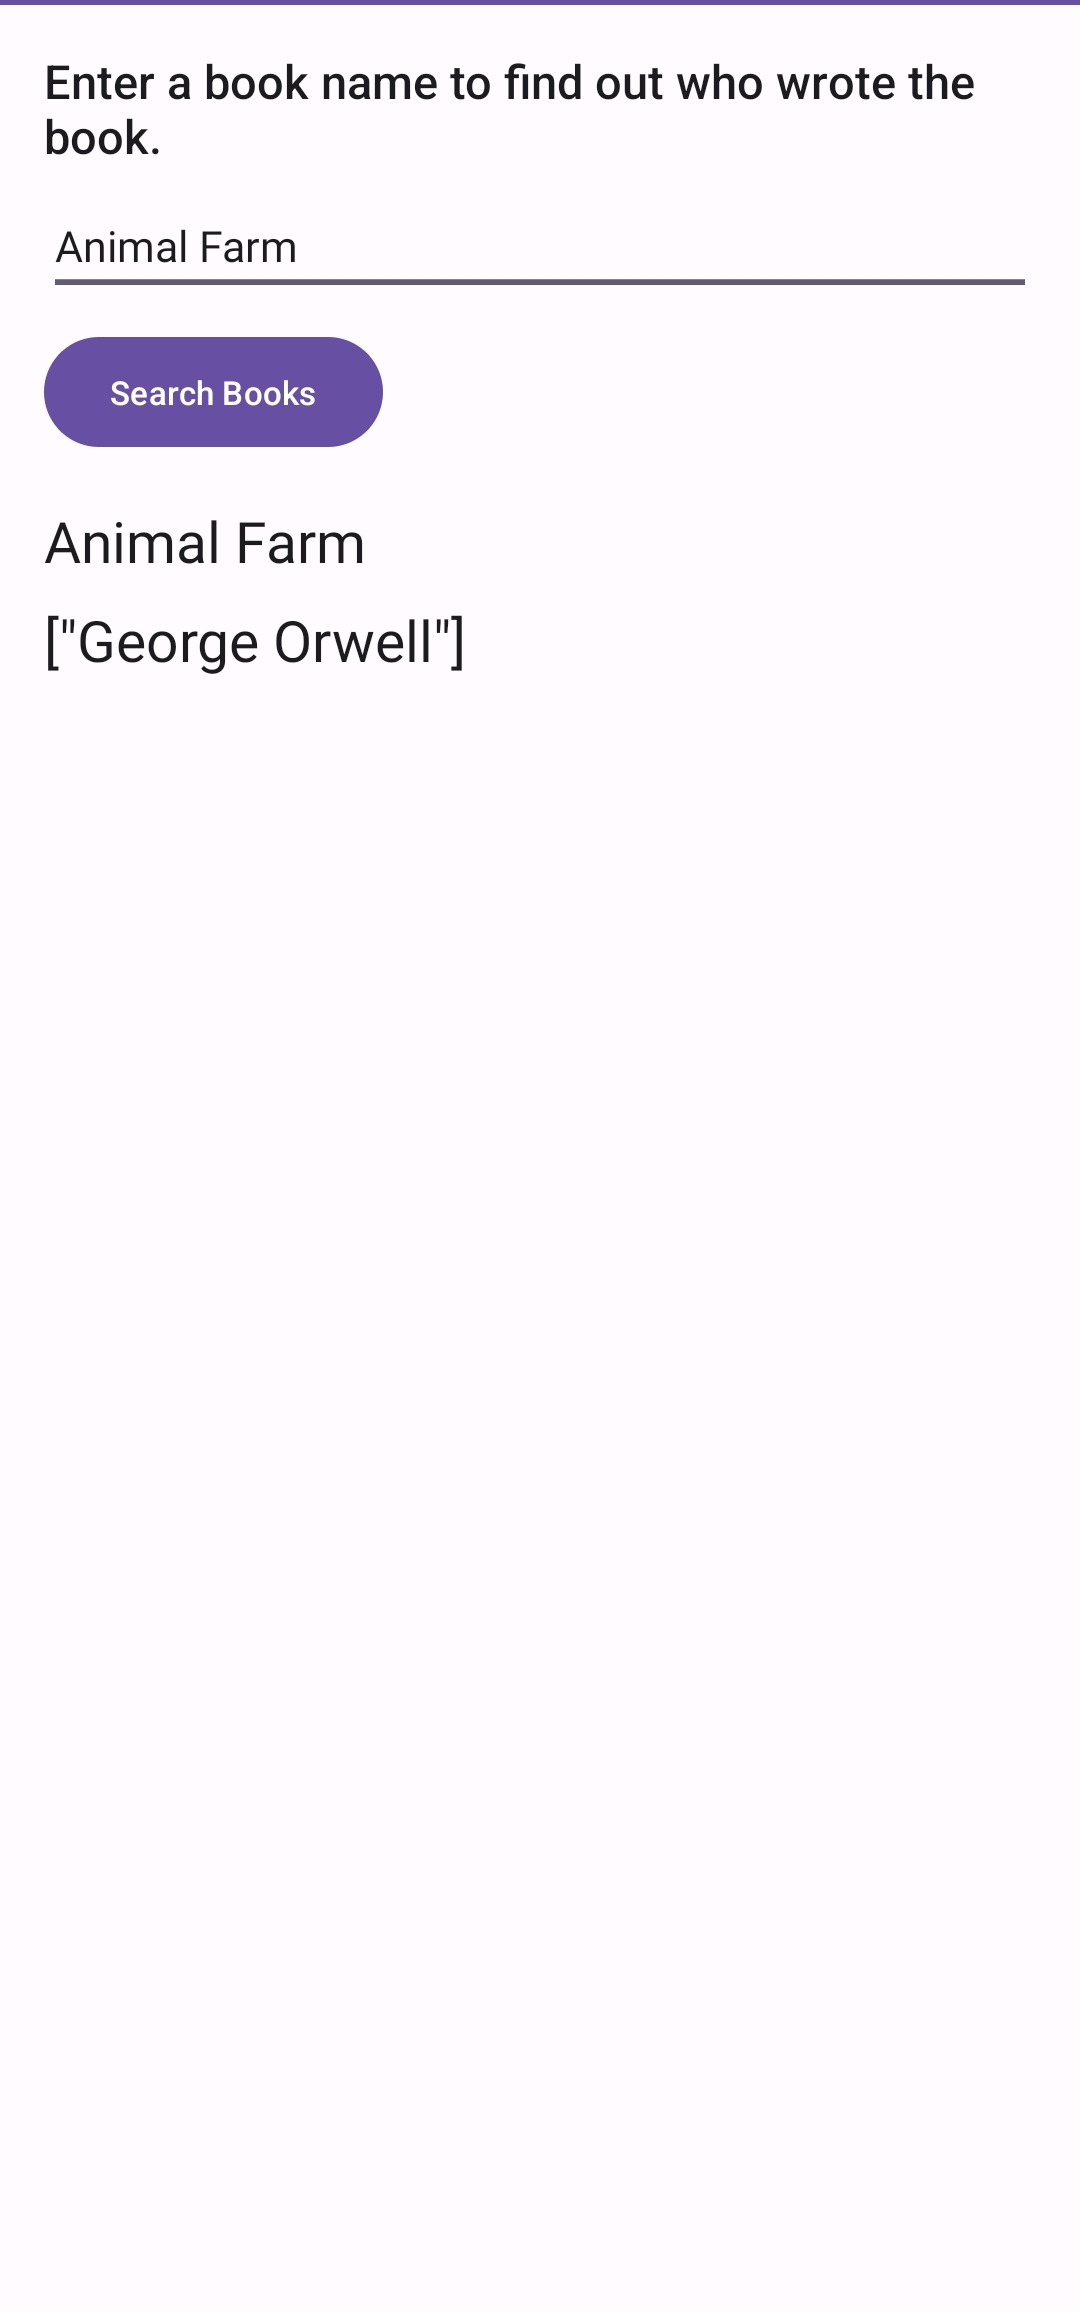 Enter a book name to find out who wrote the
book.
Animal Farm
Search Books
Animal Farm
["George Orwell"]